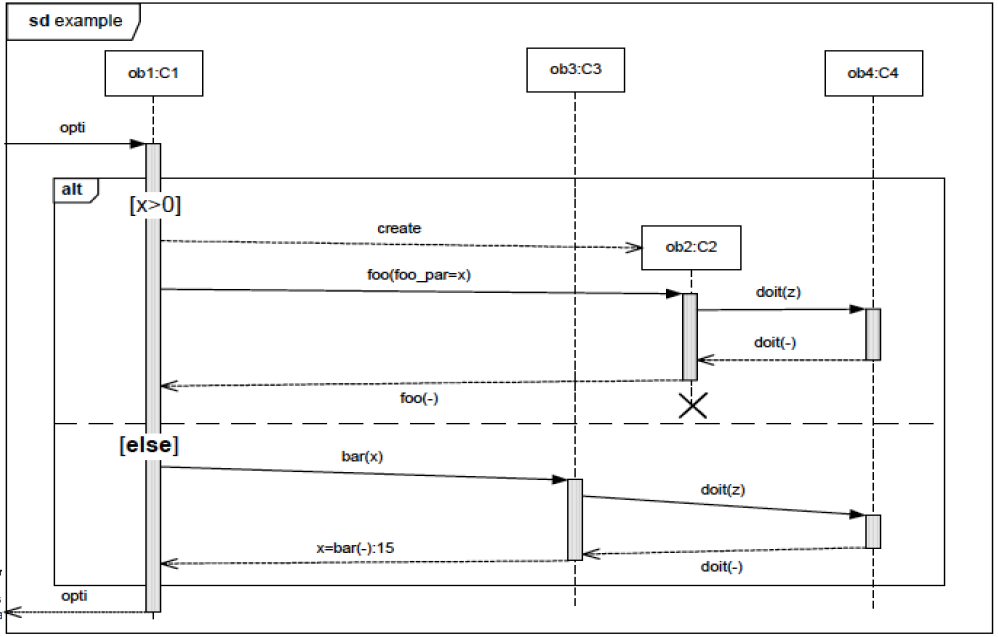 sd example
ob1:C1
ob3:C3
ob4:C4
opti
alt
[x>0]
create
ob2:C2
foo(foo_par=x)
doit(z)
doit(-)
foo(-)
[else]
bar(x)
doit(z)
x=bar(-):15
doit(-)
opti